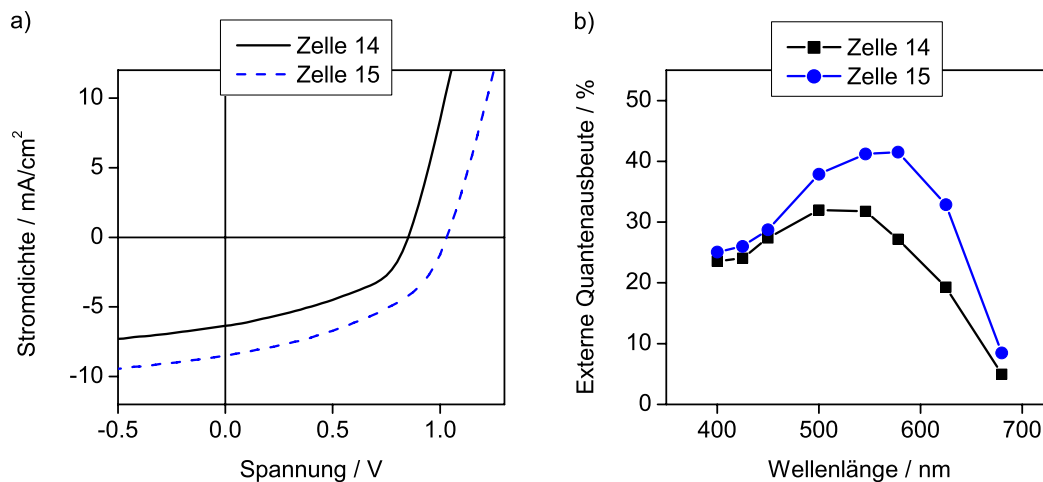 a)
Zelle 14
Zelle 15
10
5
0
-5
-10
-0.5
0.0
0.5
1.0
Stromdichte / mA/cm²
Spannung / V
b)
Zelle 14
Zelle 15
50
40
30
20
10
0
400
500
600
700
Externe Quantenausbeute / %
Wellenlänge / nm